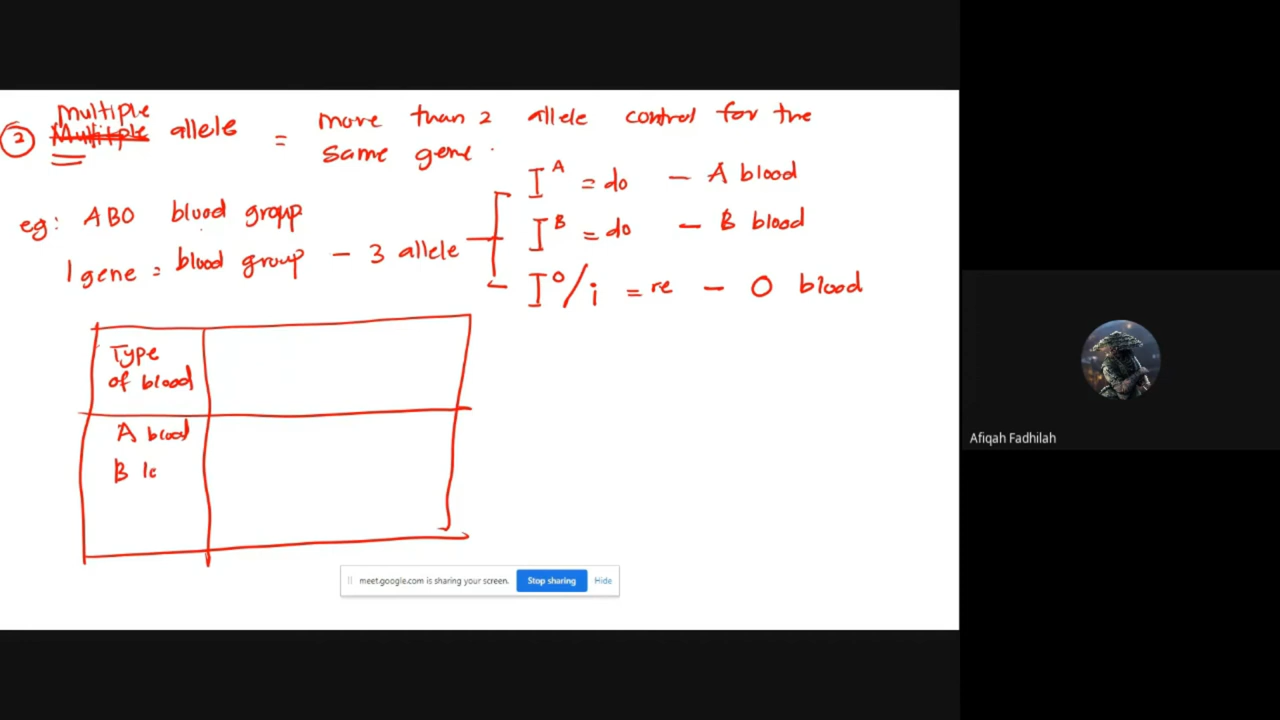 ② Multiple allele = more than 2 allele control for the
same gene.
eg: ABO blood group
1 gene = blood group - 3 allele
I^A = do - A blood
I^B = do - B blood
I^O/i = re - O blood
Type
of blood
A blood
B
meet.google.com is sharing your screen. Stop sharing Hide
Afiqah Fadhilah